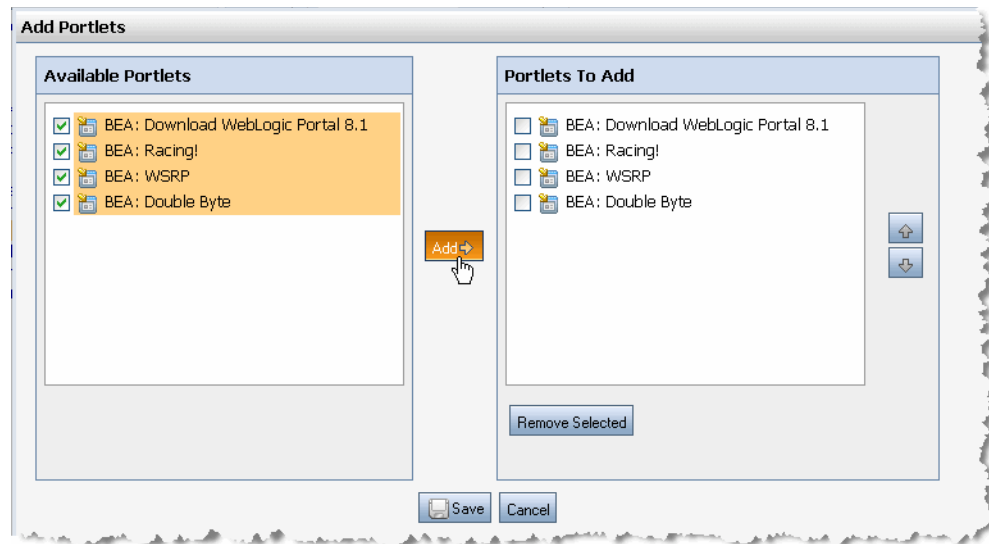 Add Portlets
Available Portlets
BEA: Download WebLogic Portal 8.1
BEA: Racing!
BEA: WSRP
BEA: Double Byte
Add
Portlets To Add
BEA: Download WebLogic Portal 8.1
BEA: Racing!
BEA: WSRP
BEA: Double Byte
Remove Selected
Save
Cancel